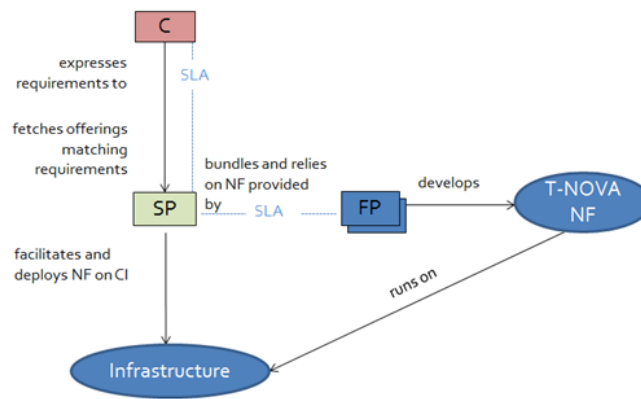 C
expresses
requirements to
SLA
fetches offerings
matching
requirements
bundles and relies
on NF provided
by
SP
SLA
FP
develops
T-NOVA
NF
facilitates and
deploys NF on CI
runs on
Infrastructure